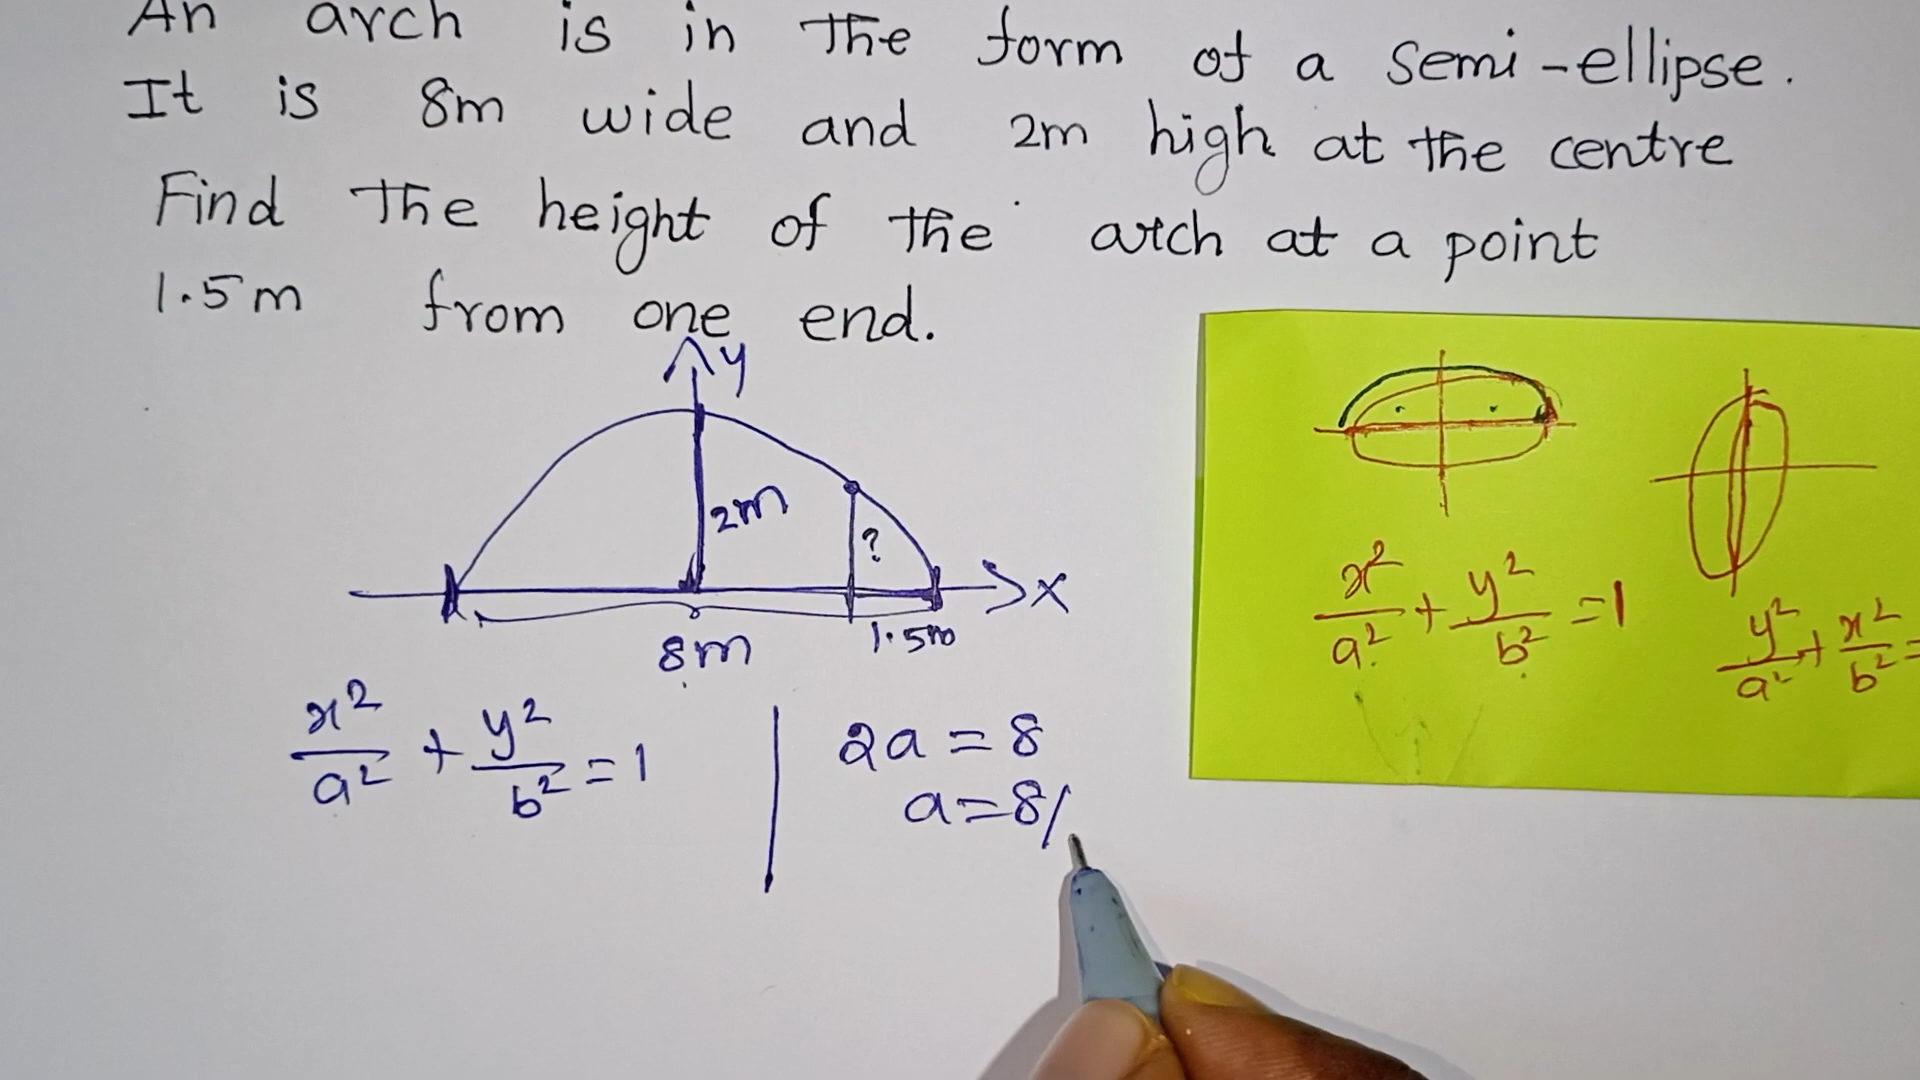 An arch is in the form of a semi-ellipse.
It is 8m wide and 2m high at the centre
Find the height of the arch at a point
1.5m from one end.
y
2m
?
x
8m
1.5m
x²/a² + y²/b² = 1
2a = 8
a = 8/
x²/a² + y²/b² = 1
y²/a² + x²/b² =